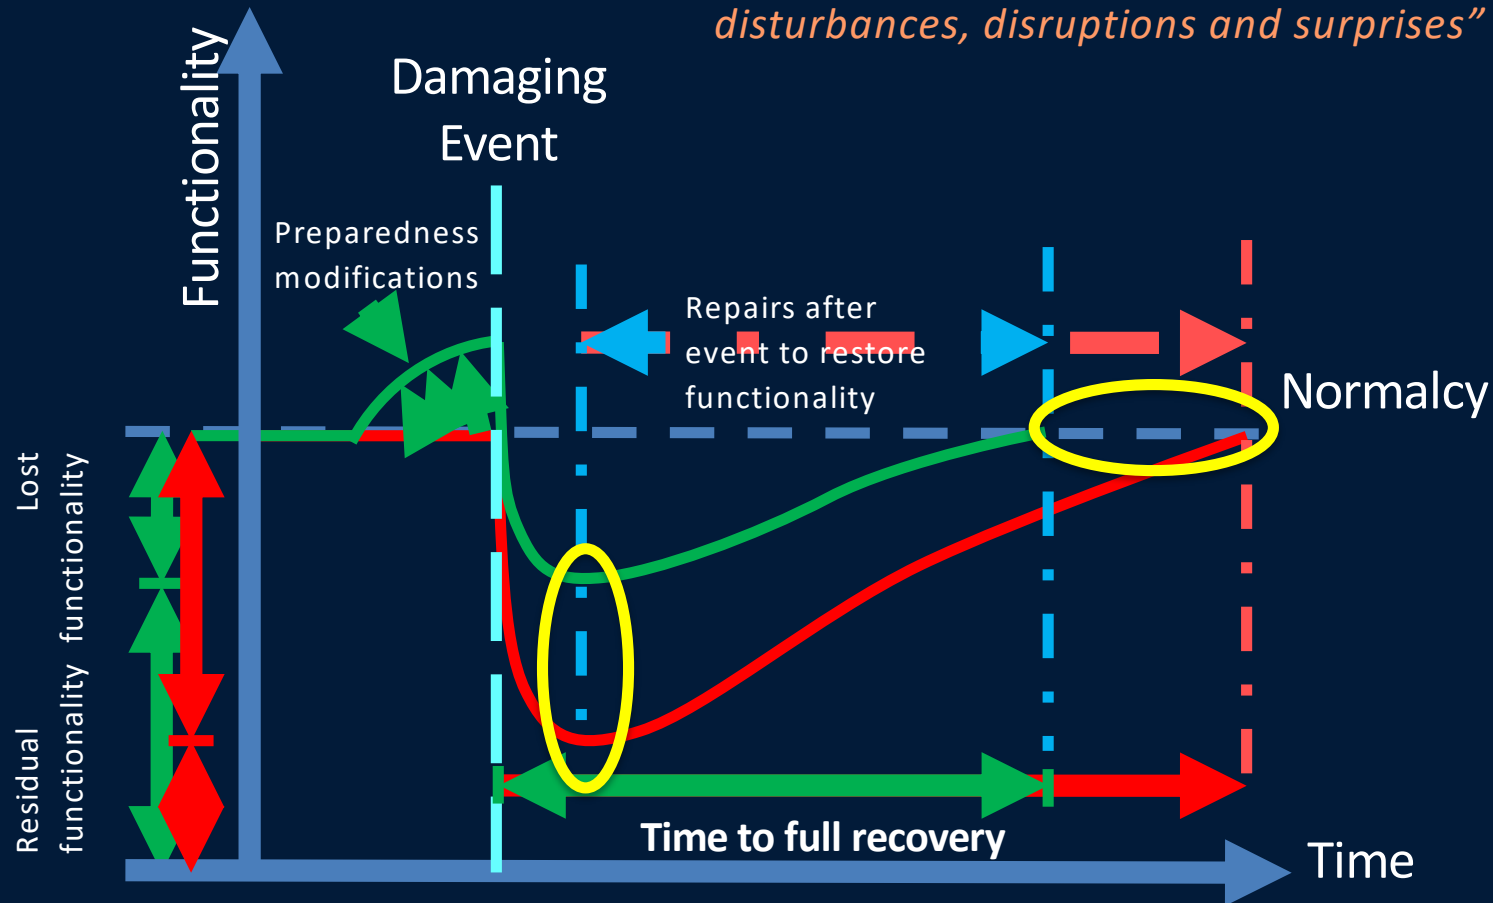 disturbances, disruptions and surprises”
Functionality
Damaging
Event
Preparedness
modifications
Repairs after
event to restore
functionality
Normalcy
Lost
functionality
Residual
functionality
Time to full recovery
Time